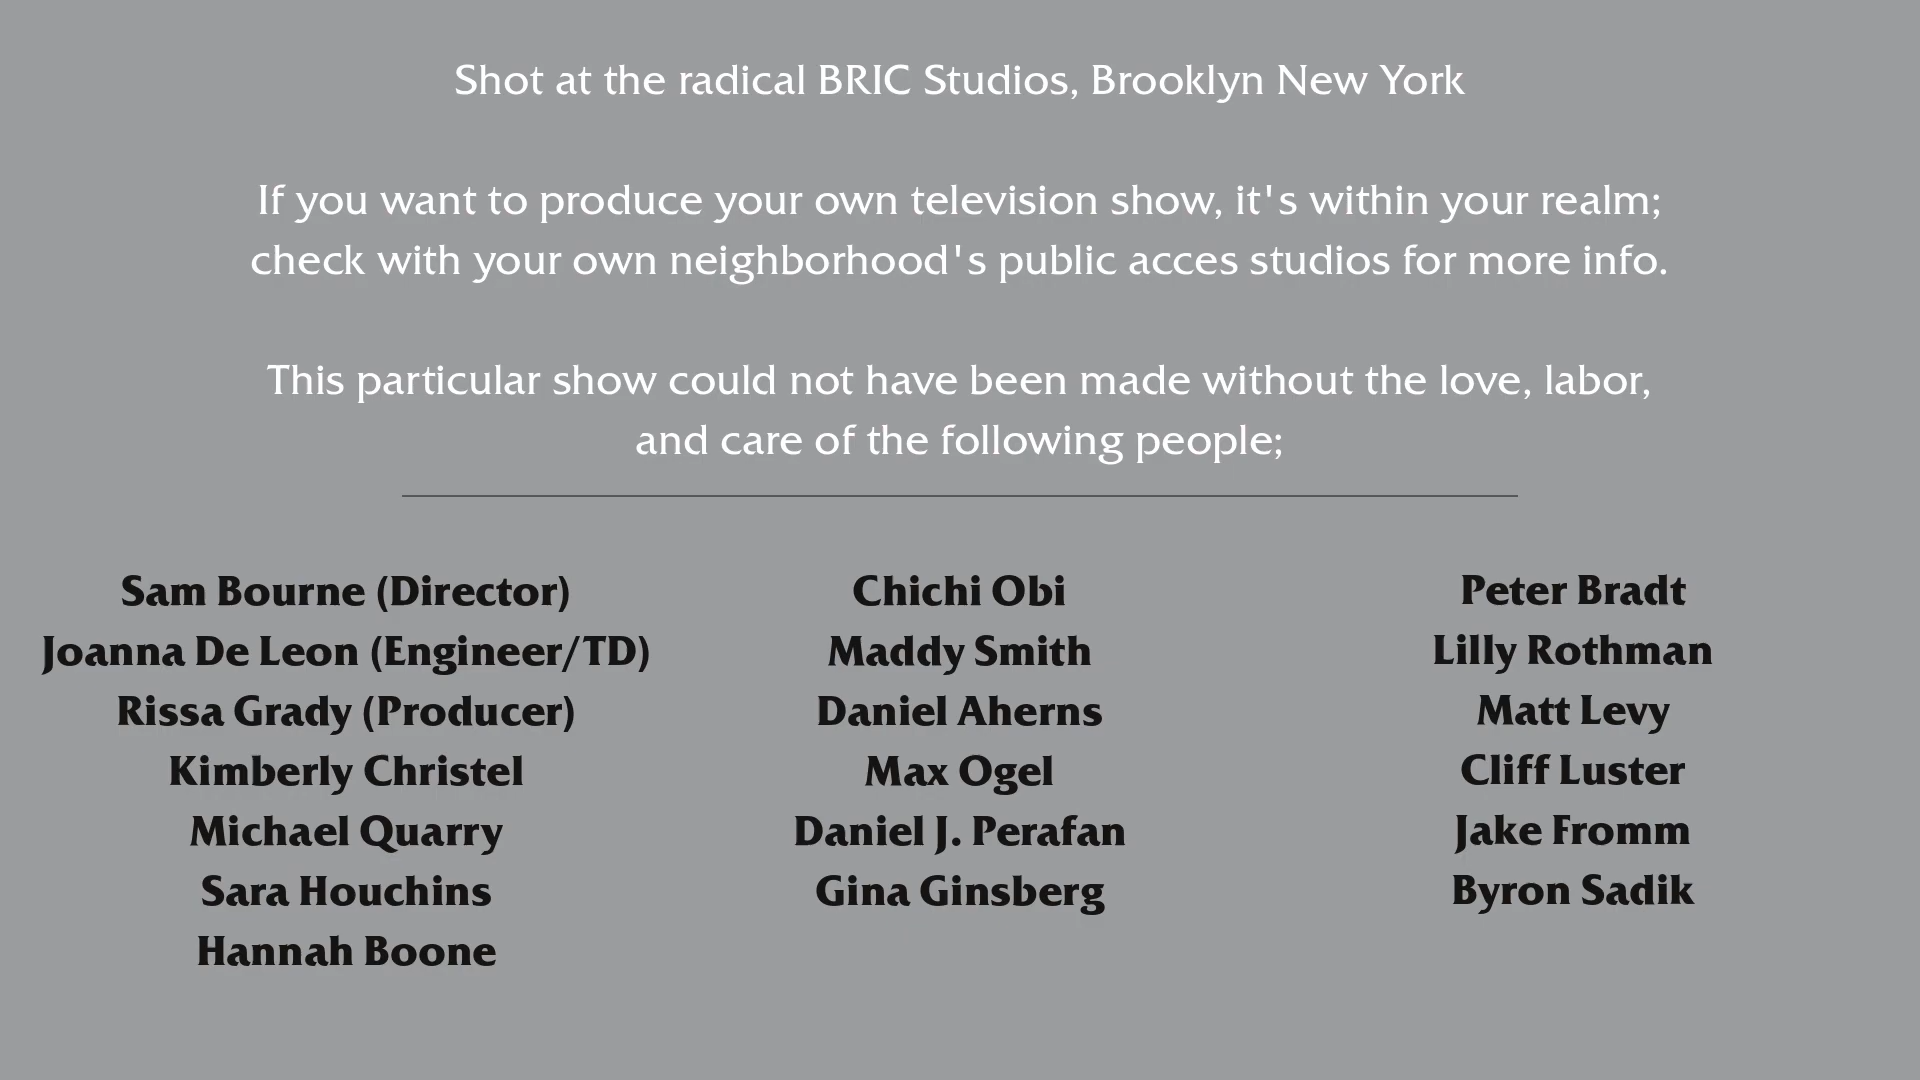 Shot at the radical BRIC Studios, Brooklyn New York
If you want to produce your own television show, it's within your realm;
check with your own neighborhood's public acces studios for more info.
This particular show could not have been made without the love, labor,
and care of the following people;
Sam Bourne (Director)
Joanna De Leon (Engineer/TD)
Rissa Grady (Producer)
Kimberly Christel
Michael Quarry
Sara Houchins
Hannah Boone
Chichi Obi
Maddy Smith
Daniel Aherns
Max Ogel
Daniel J. Perafan
Gina Ginsberg
Peter Bradt
Lilly Rothman
Matt Levy
Cliff Luster
Jake Fromm
Byron Sadik